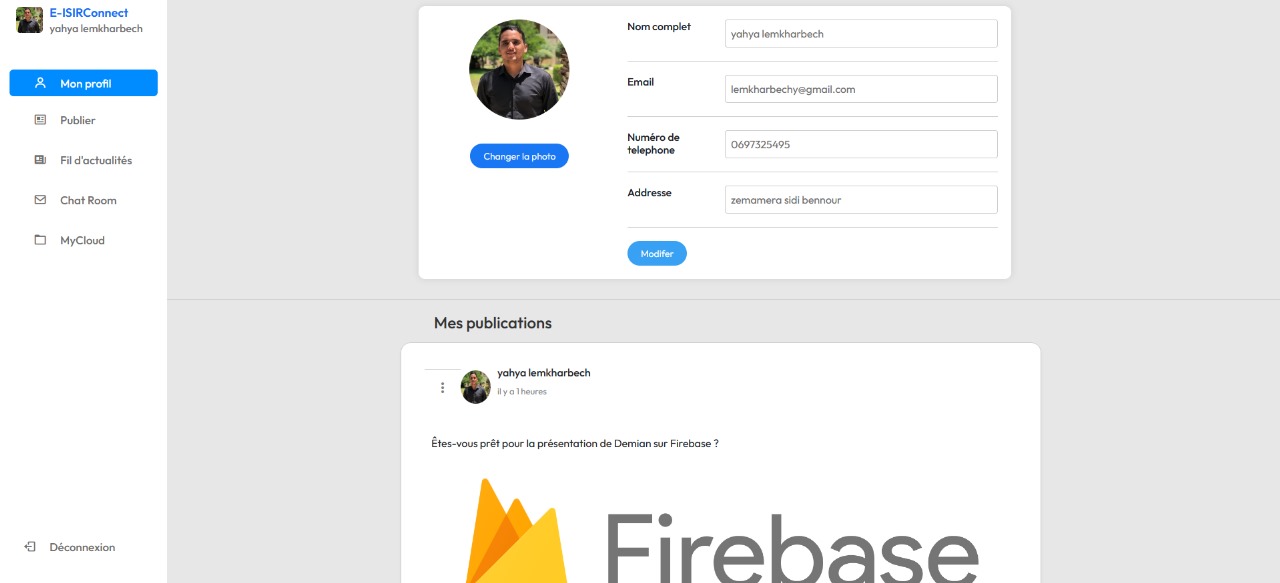 E-ISIRConnect
yahya lemkharbech
Mon profil
Publier
Fil d'actualités
Chat Room
MyCloud
Déconnexion
Changer la photo
Nom complet
yahya lemkharbech
Email
lemkharbechy@gmail.com
Numéro de
telephone
0697325495
Addresse
zemamera sidi bennour
Modifer
Mes publications
yahya lemkharbech
il y a 1 heures
Êtes-vous prêt pour la présentation de Demian sur Firebase ?
Firebase